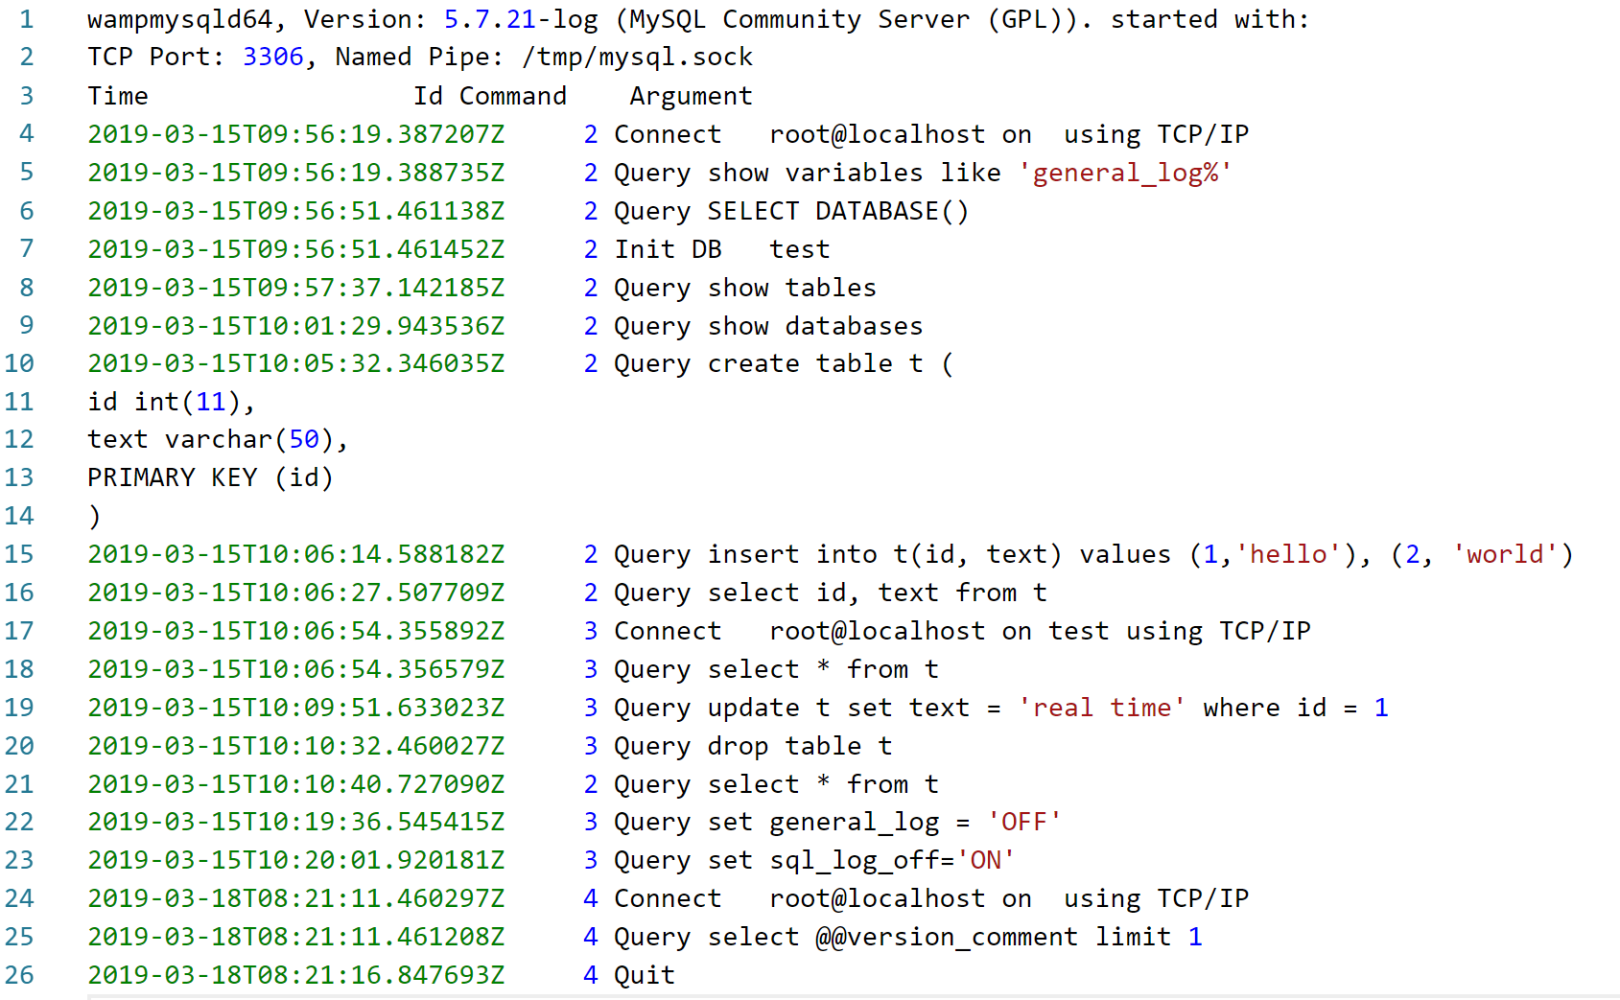 1 wampmysqld64, Version: 5.7.21-log (MySQL Community Server (GPL)). started with:
2 TCP Port: 3306, Named Pipe: /tmp/mysql.sock
3 Time Id Command Argument
4 2019-03-15T09:56:19.387207Z 2 Connect root@localhost on using TCP/IP
5 2019-03-15T09:56:19.388735Z 2 Query show variables like 'general_log%'
6 2019-03-15T09:56:51.461138Z 2 Query SELECT DATABASE()
7 2019-03-15T09:56:51.461452Z 2 Init DB test
8 2019-03-15T09:57:37.142185Z 2 Query show tables
9 2019-03-15T10:01:29.943536Z 2 Query show databases
10 2019-03-15T10:05:32.346035Z 2 Query create table t (
11 id int(11),
12 text varchar(50),
13 PRIMARY KEY (id)
14 )
15 2019-03-15T10:06:14.588182Z 2 Query insert into t(id, text) values (1,'hello'), (2, 'world')
16 2019-03-15T10:06:27.507709Z 2 Query select id, text from t
17 2019-03-15T10:06:54.355892Z 3 Connect root@localhost on test using TCP/IP
18 2019-03-15T10:06:54.356579Z 3 Query select * from t
19 2019-03-15T10:09:51.633023Z 3 Query update t set text = 'real time' where id = 1
20 2019-03-15T10:10:32.460027Z 3 Query drop table t
21 2019-03-15T10:10:40.727090Z 2 Query select * from t
22 2019-03-15T10:19:36.545415Z 3 Query set general_log = 'OFF'
23 2019-03-15T10:20:01.920181Z 3 Query set sql_log_off='ON'
24 2019-03-18T08:21:11.460297Z 4 Connect root@localhost on using TCP/IP
25 2019-03-18T08:21:11.461208Z 4 Query select @@version_comment limit 1
26 2019-03-18T08:21:16.847693Z 4 Quit